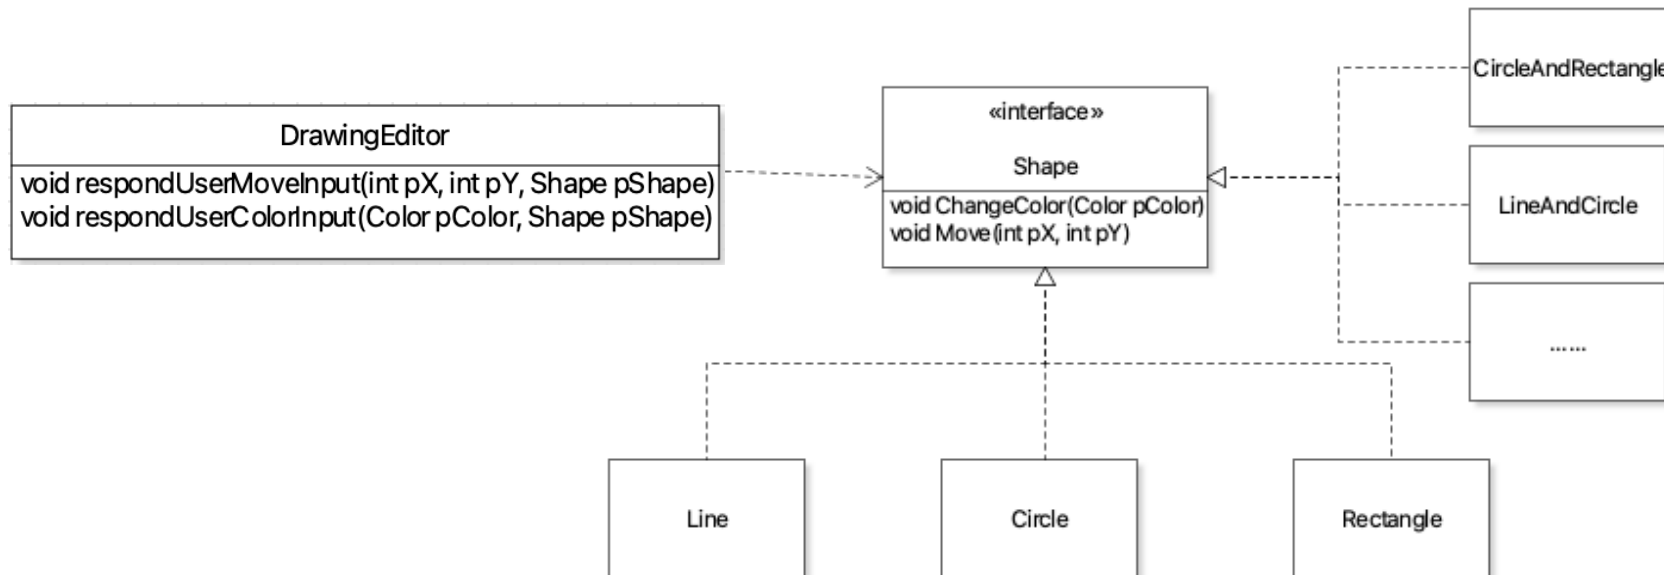 DrawingEditor
void respondUserMoveInput(int pX, int pY, Shape pShape)
void respondUserColorInput(Color pColor, Shape pShape)
«interface»
Shape
void ChangeColor(Color pColor)
void Move(int pX, int pY)
CircleAndRectangle
LineAndCircle
......
Line
Circle
Rectangle